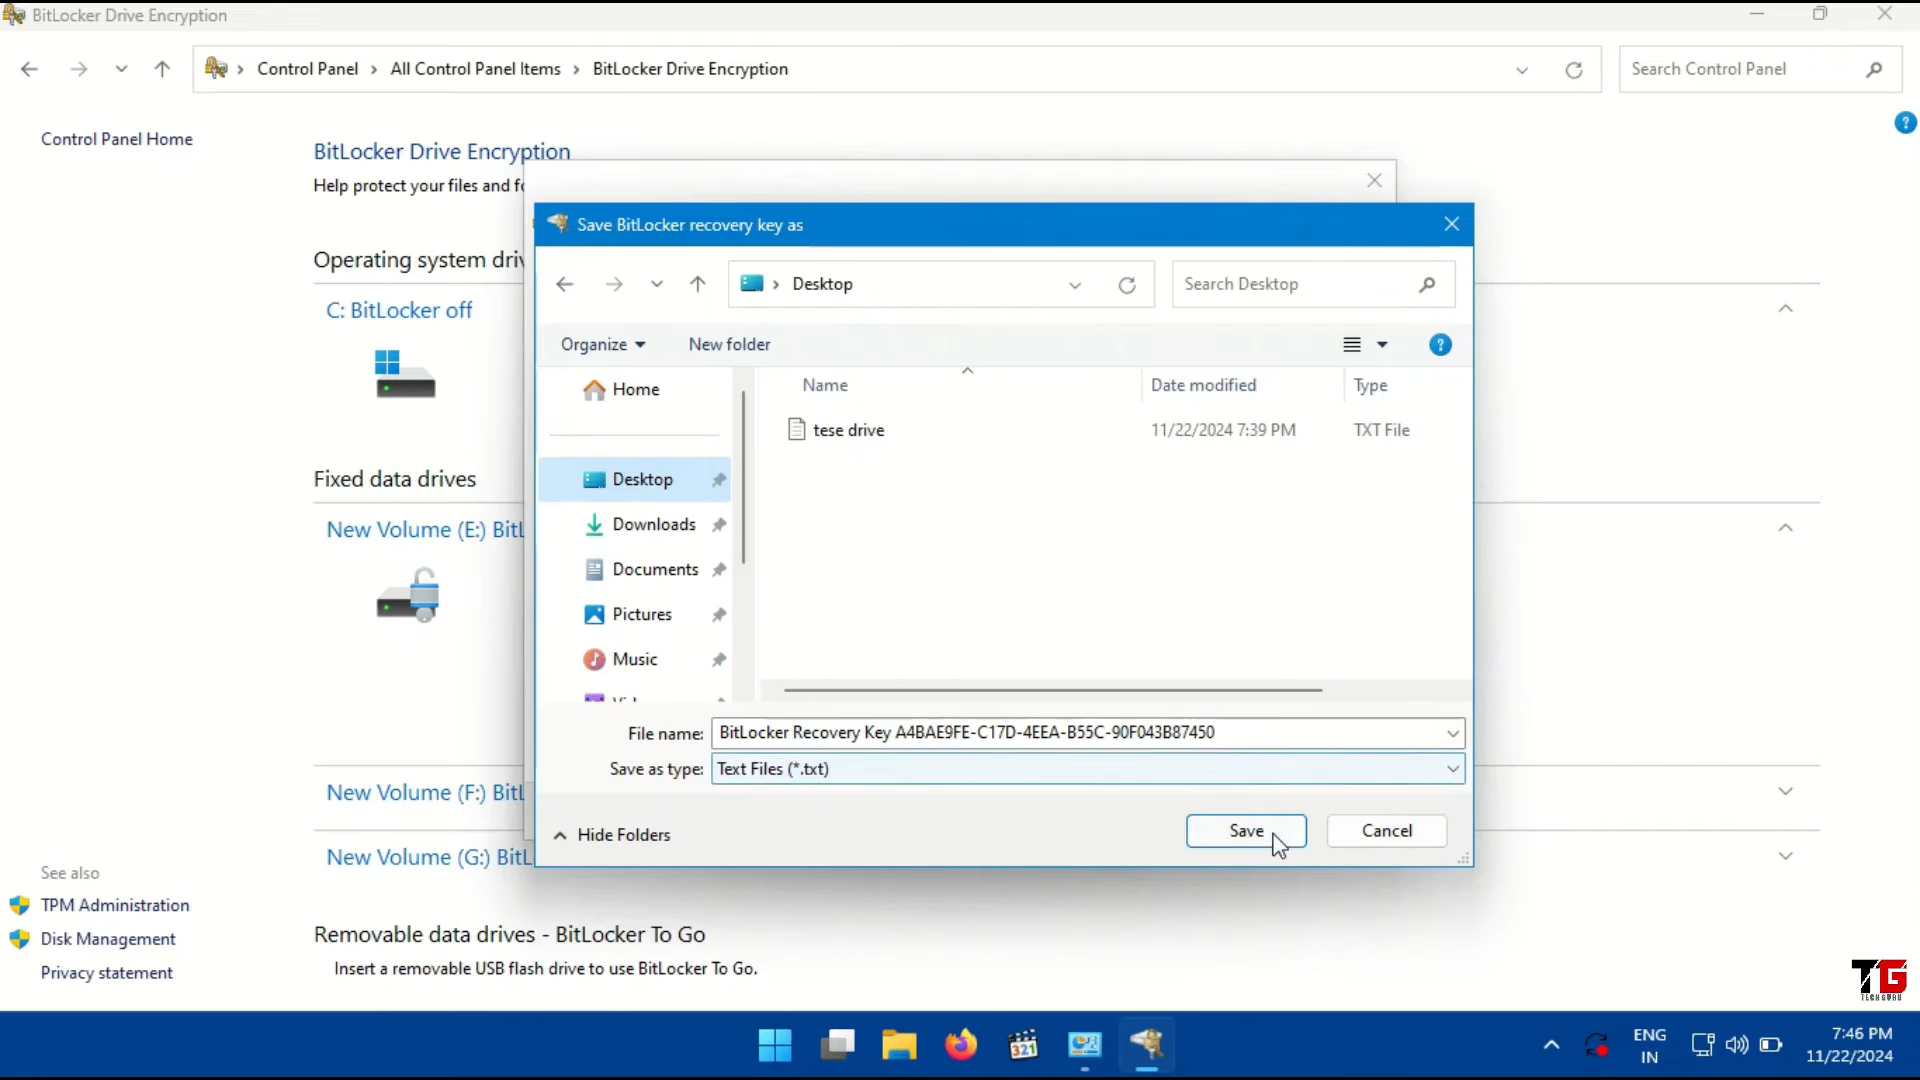 BitLocker Drive Encryption
Control Panel > All Control Panel Items > BitLocker Drive Encryption
Search Control Panel
Control Panel Home
BitLocker Drive Encryption
Help protect your files and fo
Operating system driv
C: BitLocker off
Fixed data drives
New Volume (E:) BitL
New Volume (F:) BitL
New Volume (G:) BitL
Removable data drives - BitLocker To Go
Insert a removable USB flash drive to use BitLocker To Go.
See also
TPM Administration
Disk Management
Privacy statement
Save BitLocker recovery key as
Desktop
Search Desktop
Organize
New folder
Home
Desktop
Downloads
Documents
Pictures
Music
Name Date modified Type
tese drive 11/22/2024 7:39 PM TXT File
File name: BitLocker Recovery Key A4BAE9FE-C17D-4EEA-B55C-90F043B87450
Save as type: Text Files (*.txt)
Hide Folders
Save
Cancel
TG
TECH GURU
321
ENG
IN
7:46 PM
11/22/2024